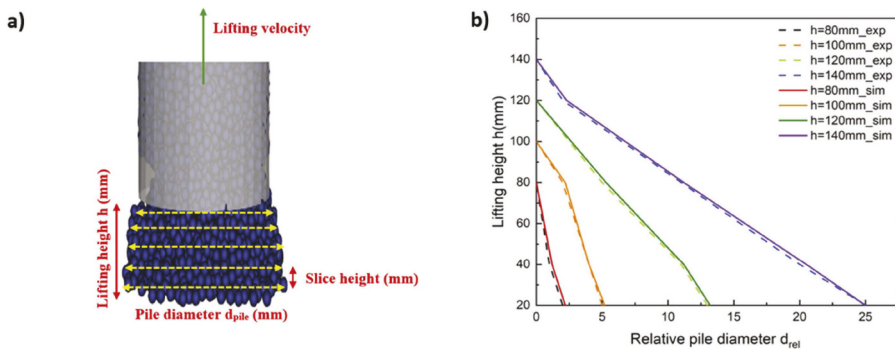 a)
Lifting velocity
Lifting height h (mm)
Slice height (mm)
Pile diameter dpile (mm)
b)
160
140
120
100
80
60
40
20
Lifting height h(mm)
0
5
10
15
20
25
Relative pile diameter drel
h=80mm_exp
h=100mm_exp
h=120mm_exp
h=140mm_exp
h=80mm_sim
h=100mm_sim
h=120mm_sim
h=140mm_sim